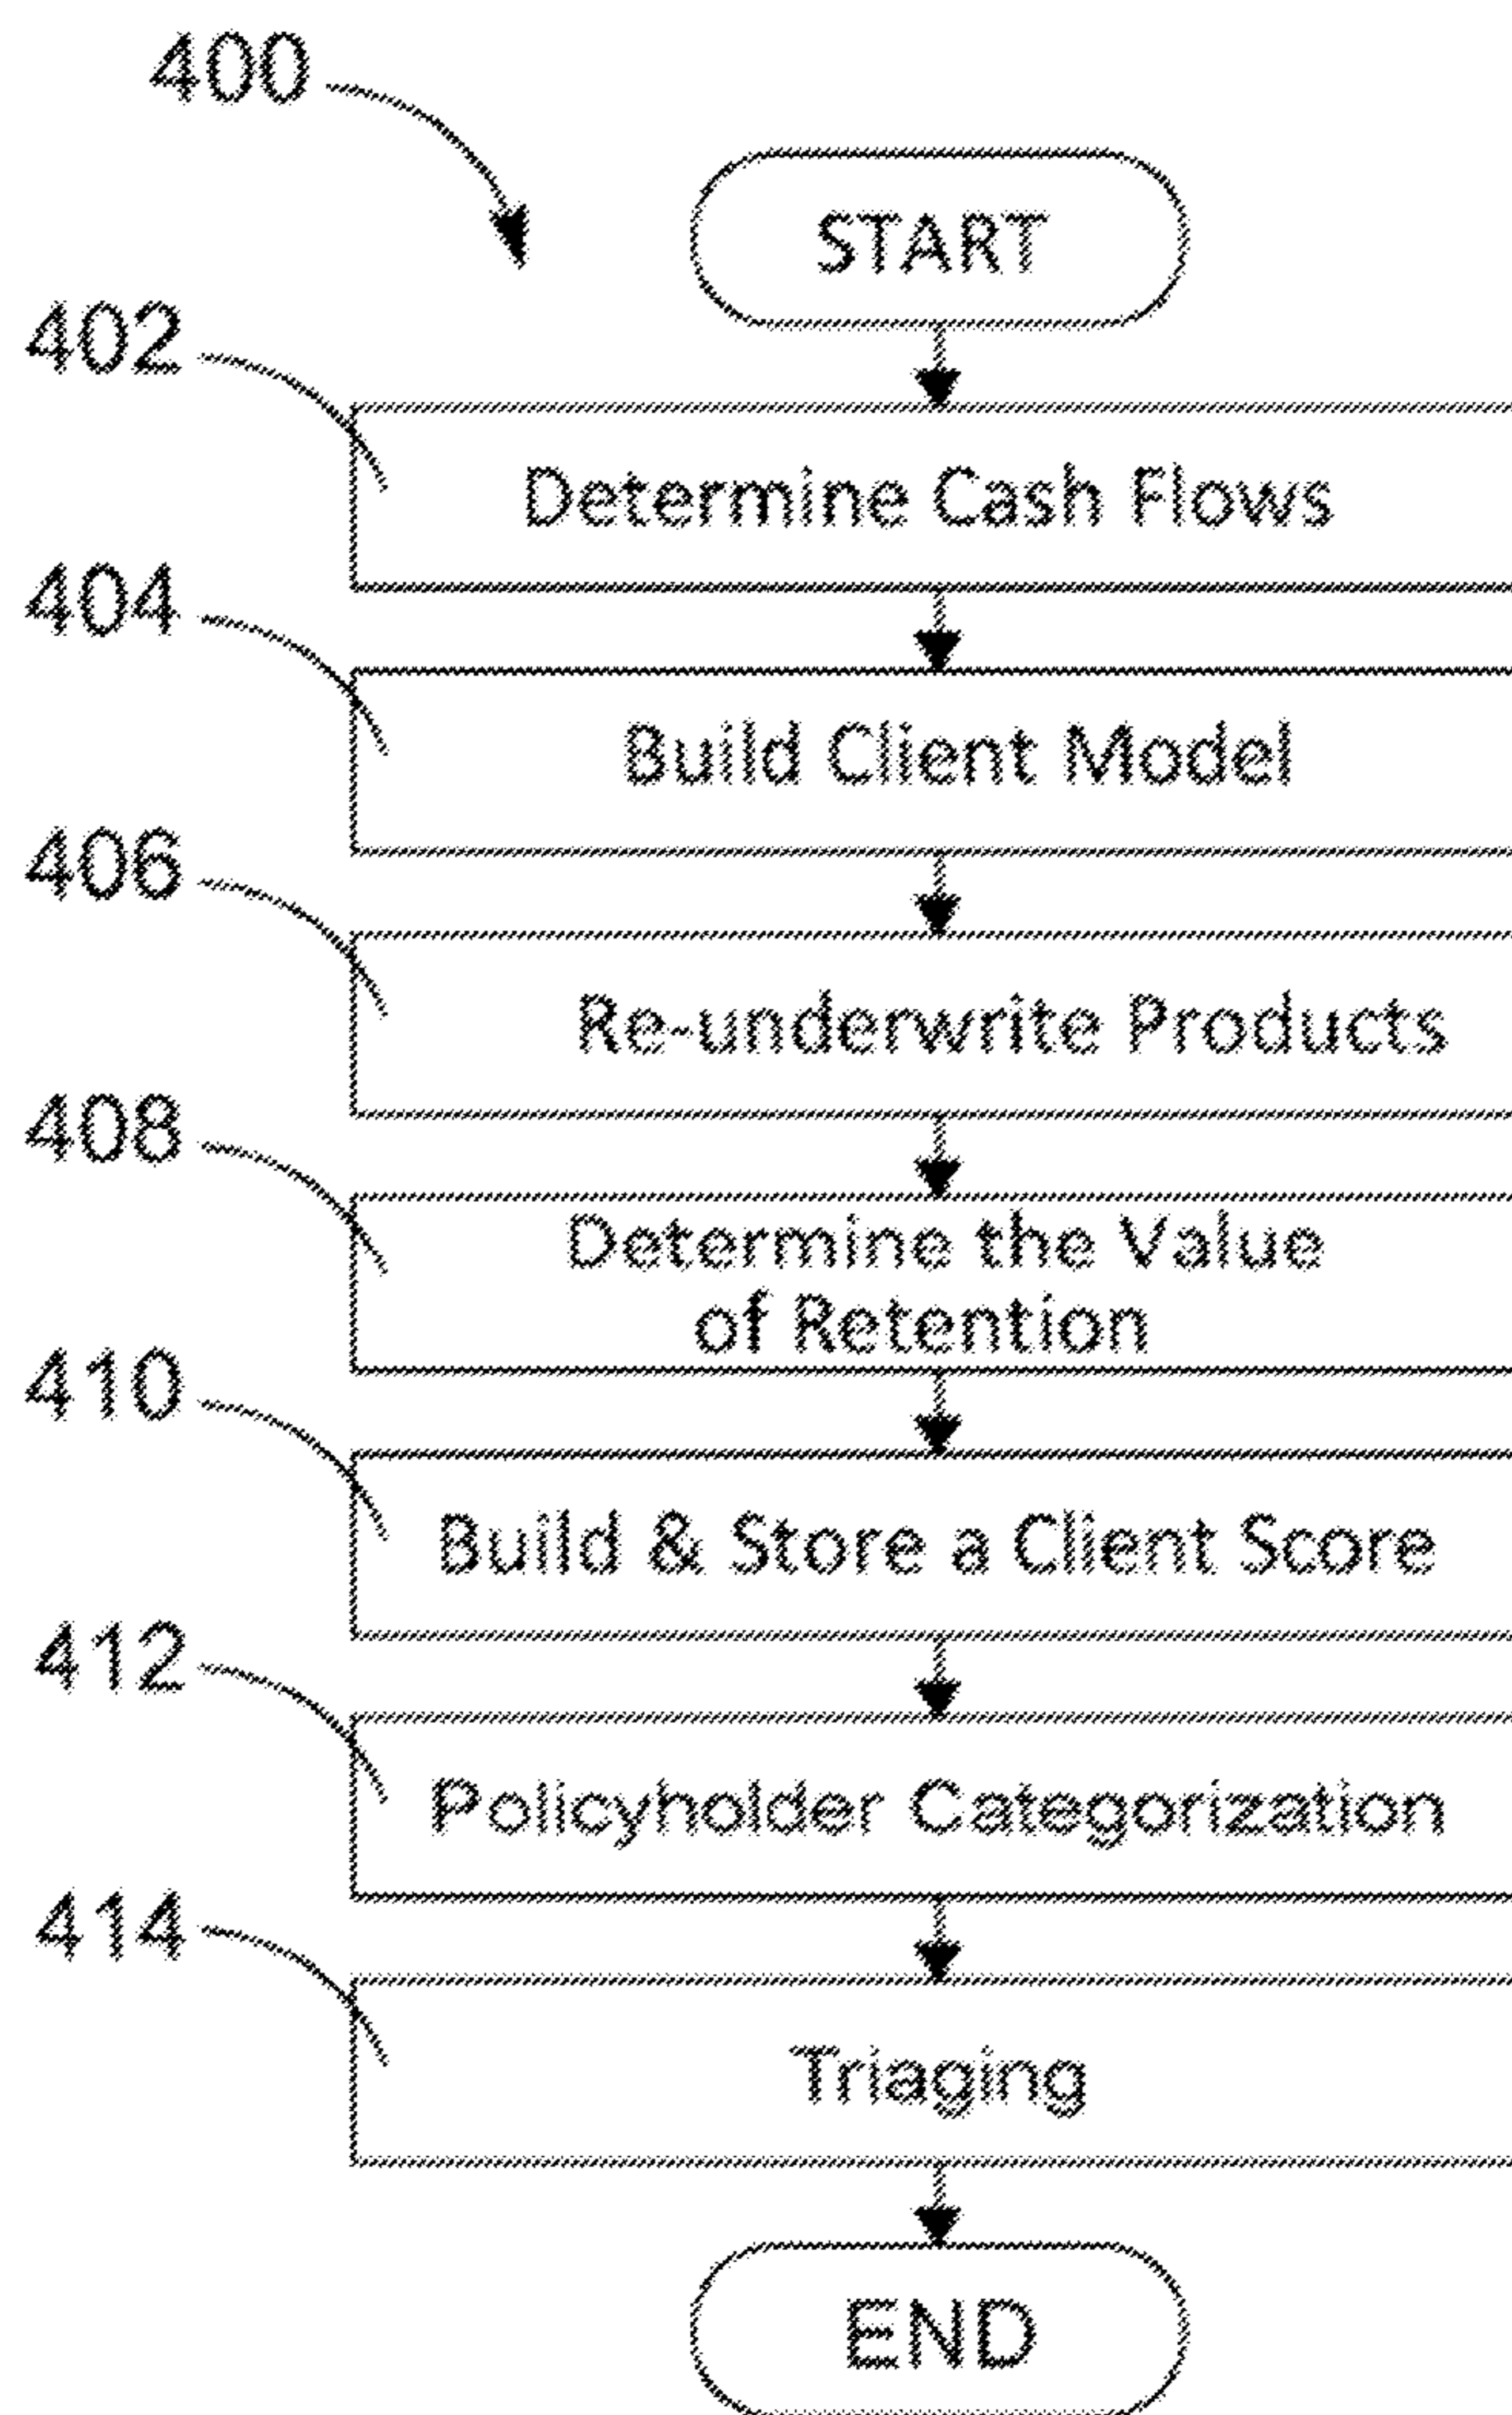 400
START
402
Determine Cash Flows
404
Build Client Model
406
Re-underwrite Products
408
Determine the Value
of Retention
410
Build & Store a Client Score
412
Policyholder Categorization
414
Triaging
END